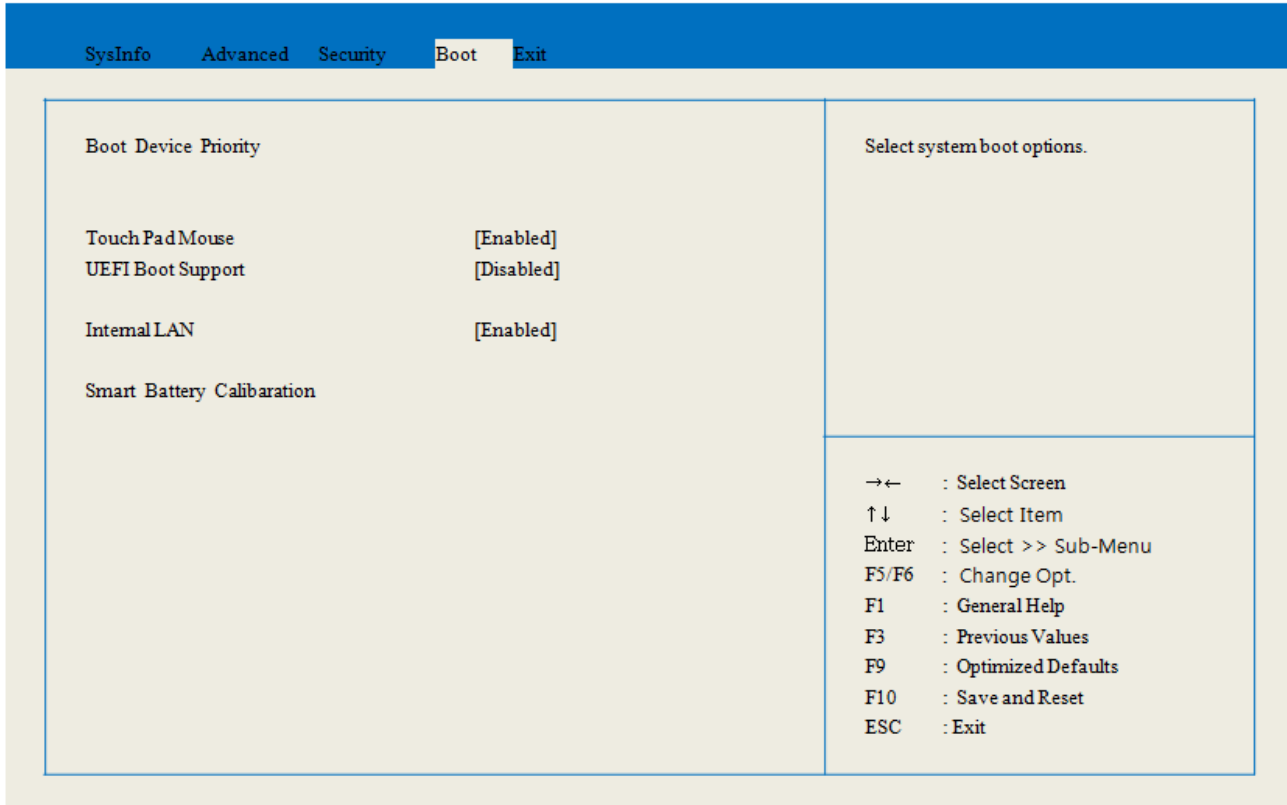 SysInfo Advanced Security Boot Exit
Boot Device Priority
Select system boot options.
Touch Pad Mouse [Enabled]
UEFI Boot Support [Disabled]
Internal LAN [Enabled]
Smart Battery Calibaration
→← : Select Screen
↑↓ : Select Item
Enter : Select >> Sub-Menu
F5/F6 : Change Opt.
F1 : General Help
F3 : Previous Values
F9 : Optimized Defaults
F10 : Save and Reset
ESC : Exit